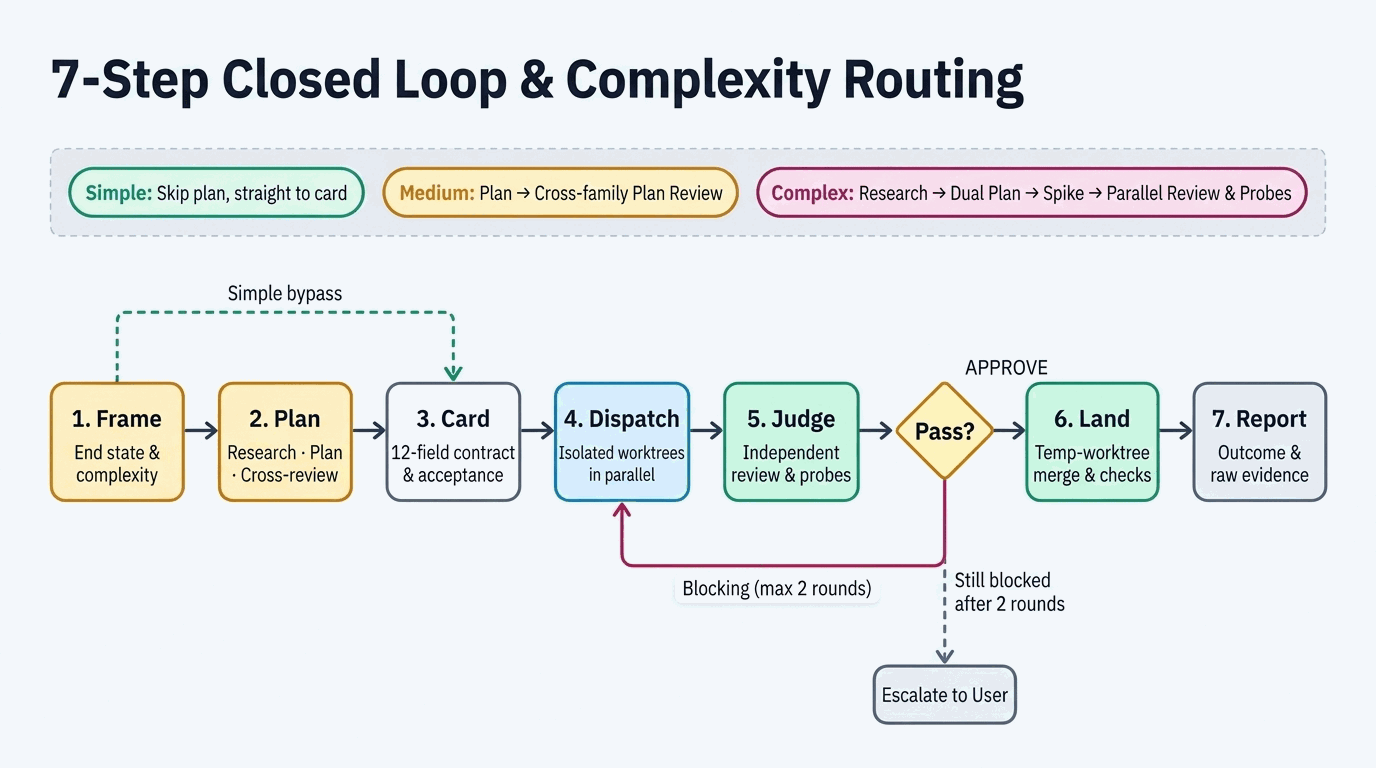 7-Step Closed Loop & Complexity Routing
Simple: Skip plan, straight to card
Medium: Plan → Cross-family Plan Review
Complex: Research → Dual Plan → Spike → Parallel Review & Probes
Simple bypass
1. Frame
End state &
complexity
2. Plan
Research · Plan
· Cross-review
3. Card
12-field contract
& acceptance
4. Dispatch
Isolated worktrees
in parallel
5. Judge
Independent
review & probes
Pass?
APPROVE
6. Land
Temp-worktree
merge & checks
7. Report
Outcome &
raw evidence
Blocking (max 2 rounds)
Still blocked
after 2 rounds
Escalate to User